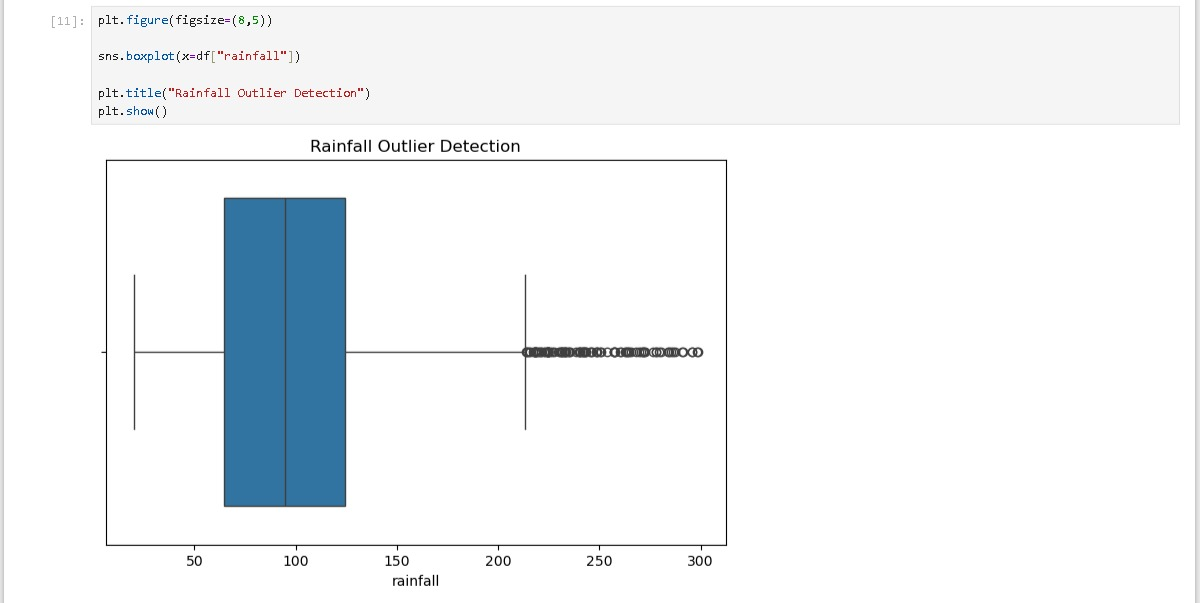 [11]: plt.figure(figsize=(8,5))
sns.boxplot(x=df["rainfall"])
plt.title("Rainfall Outlier Detection")
plt.show()
Rainfall Outlier Detection
50 100 150 200 250 300
rainfall